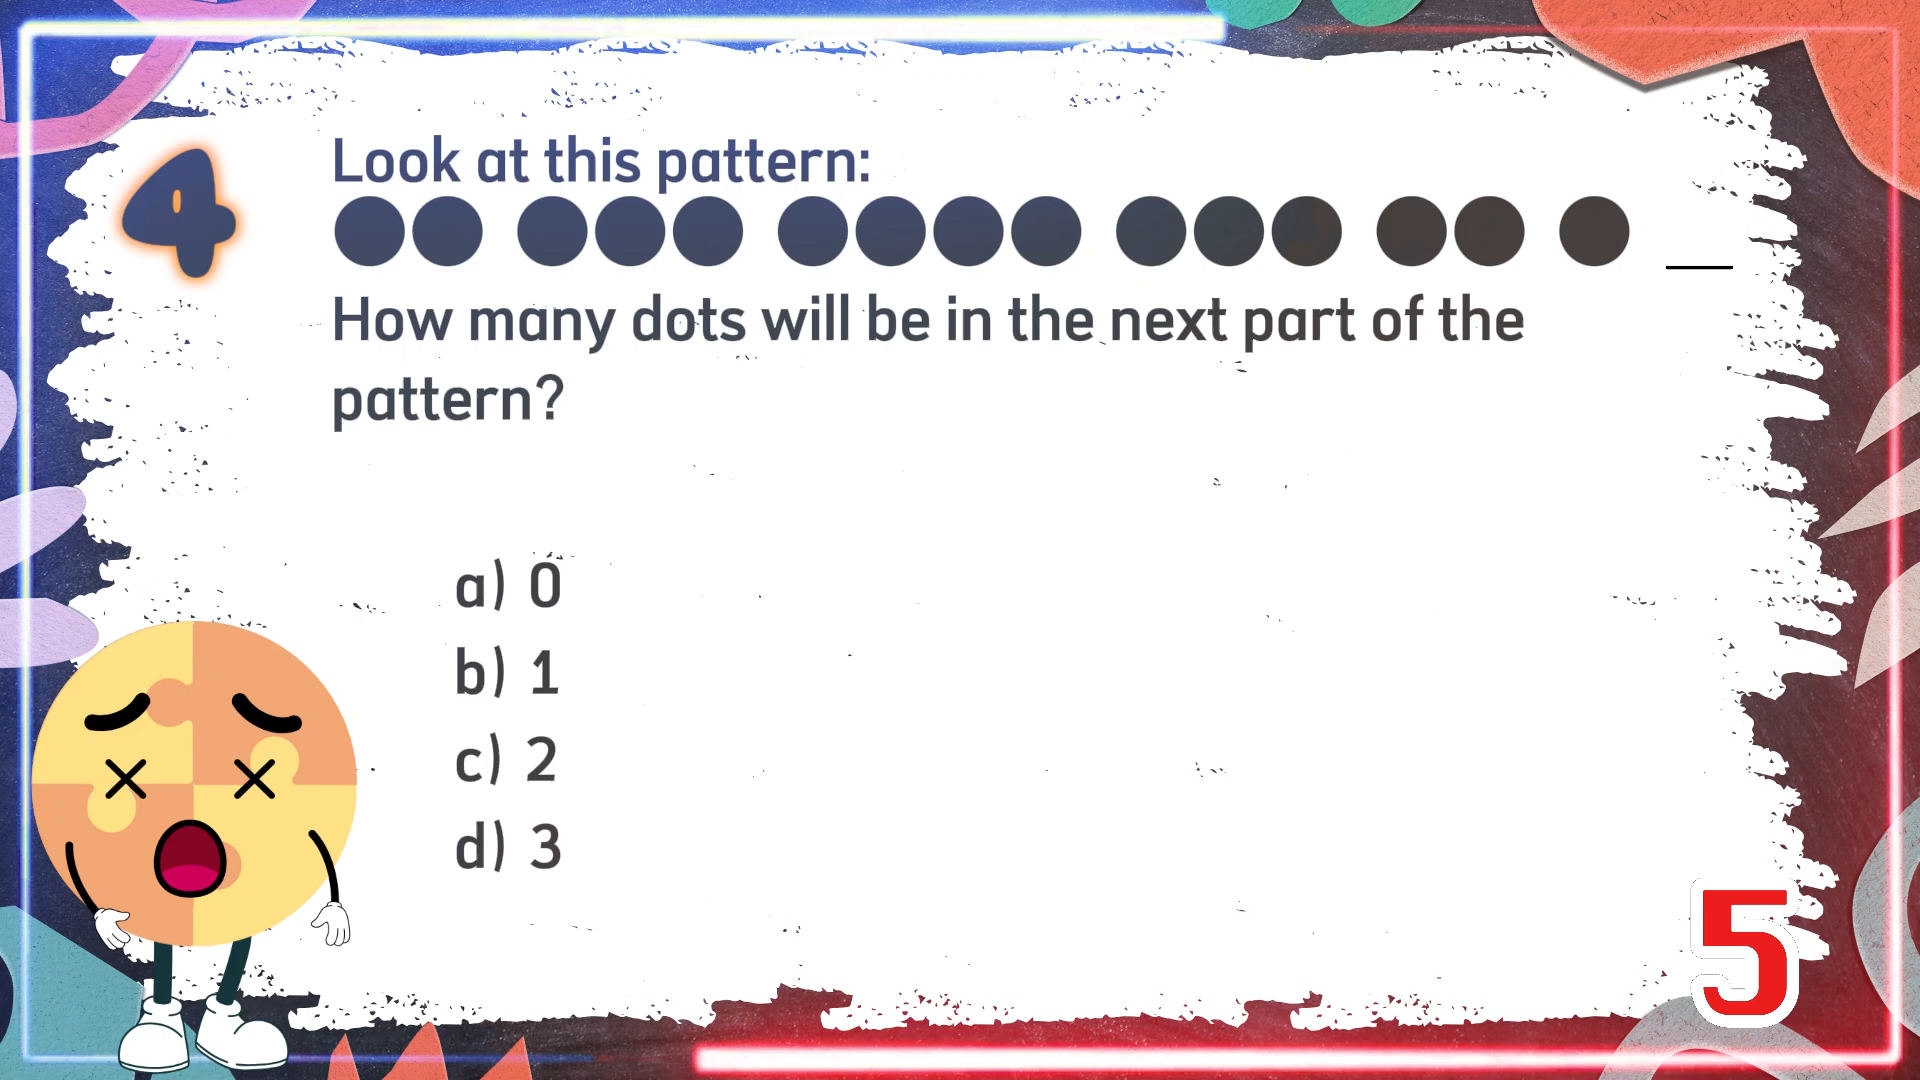 4
Look at this pattern:
●● ●●● ●●●● ●●● ●● ● __
How many dots will be in the next part of the
pattern?
a) 0
b) 1
c) 2
d) 3
5